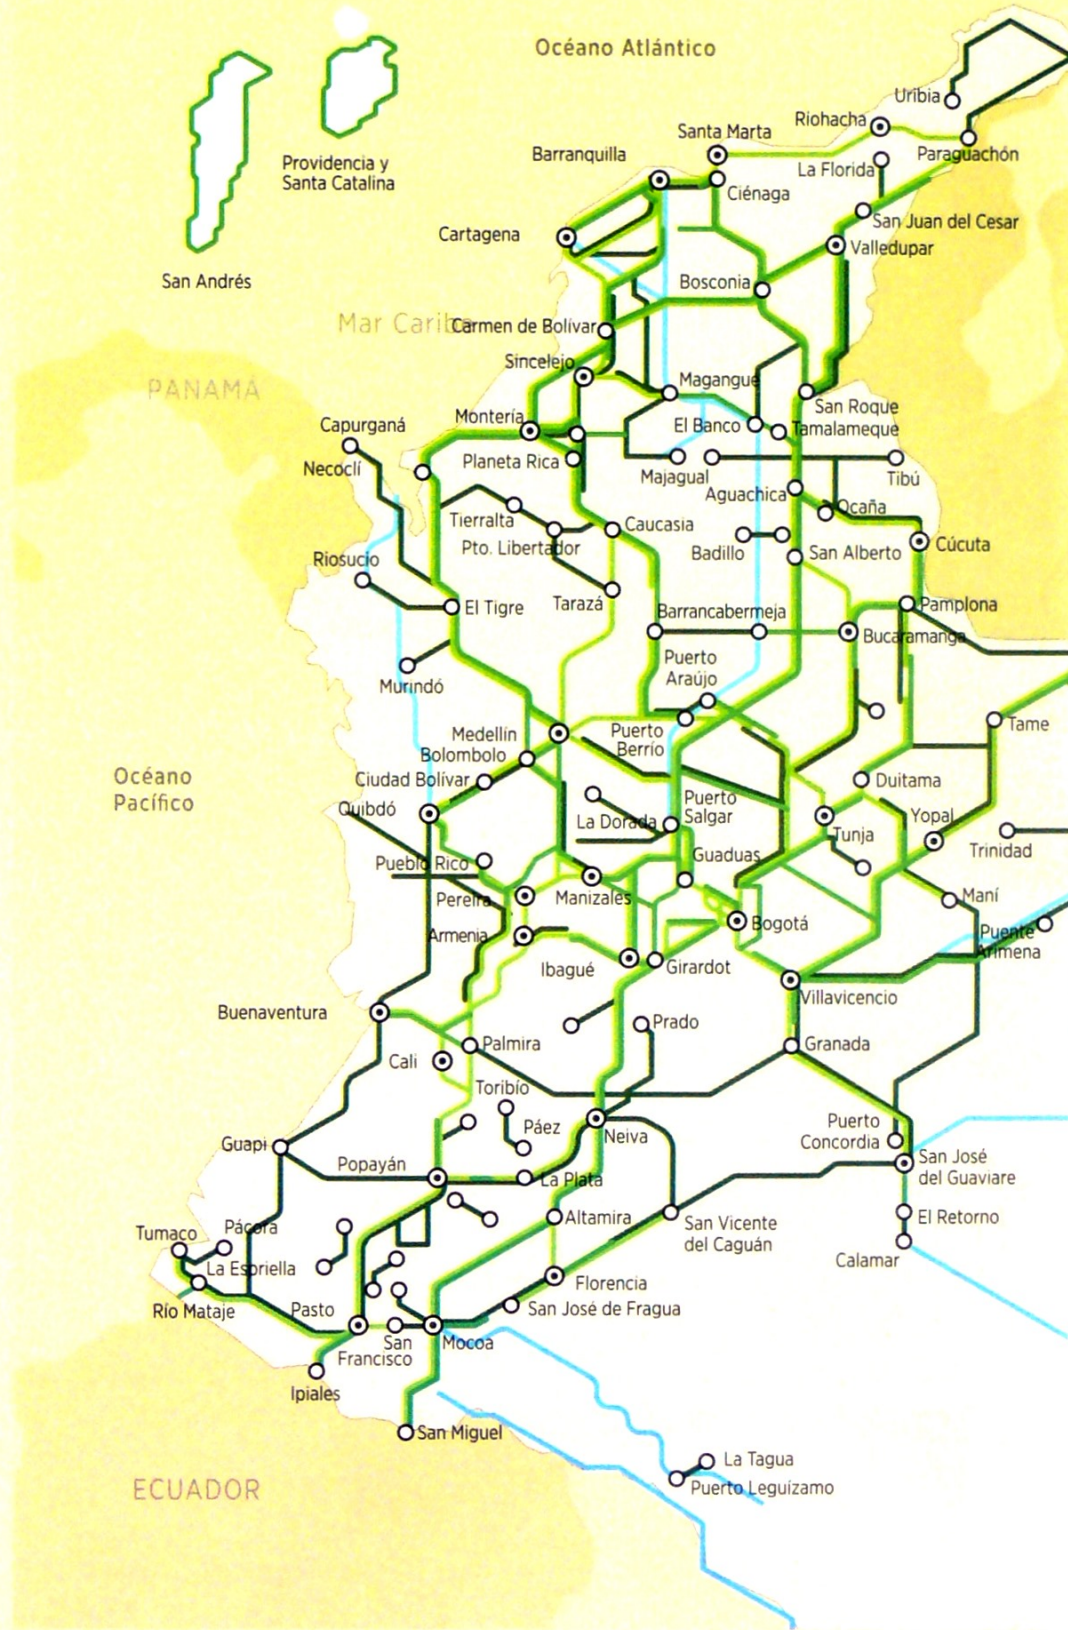 Océano Atlántico
Uribia
Riohacha
Santa Marta
Paraguachón
Barranquilla
La Florida
Providencia y
Santa Catalina
Ciénaga
San Juan del Cesar
Cartagena
Valledupar
San Andrés
Bosconia
Mar Caribe
Carmen de Bolívar
Sincelejo
Magangué
PANAMÁ
San Roque
Montería
El Banco
Tamalameque
Capurganá
Necoclí
Planeta Rica
Majagual
Tibú
Aguachica
Ocaña
Tierralta
Caucasia
Pto. Libertador
Badillo
San Alberto
Cúcuta
Riosucio
El Tigre
Tarazá
Barrancabermeja
Pamplona
Bucaramanga
Puerto
Araújo
Murindó
Medellín
Puerto
Berrío
Tame
Bolombolo
Océano
Pacífico
Ciudad Bolívar
Duitama
Quibdó
Puerto
Salgar
La Dorada
Yopal
Tunja
Trinidad
Pueblo Rico
Guaduas
Pereira
Manizales
Maní
Armenia
Bogotá
Puente
Arimena
Ibagué
Girardot
Villavicencio
Buenaventura
Prado
Palmira
Granada
Cali
Toribío
Páez
Puerto
Concordia
Neiva
Guapi
Popayán
San José
del Guaviare
La Plata
Altamira
El Retorno
Tumaco
Pácora
San Vicente
del Caguán
Calamar
La Espriella
Florencia
Río Mataje
Pasto
San José de Fragua
San
Francisco
Mocoa
Ipiales
San Miguel
La Tagua
Puerto Leguízamo
ECUADOR